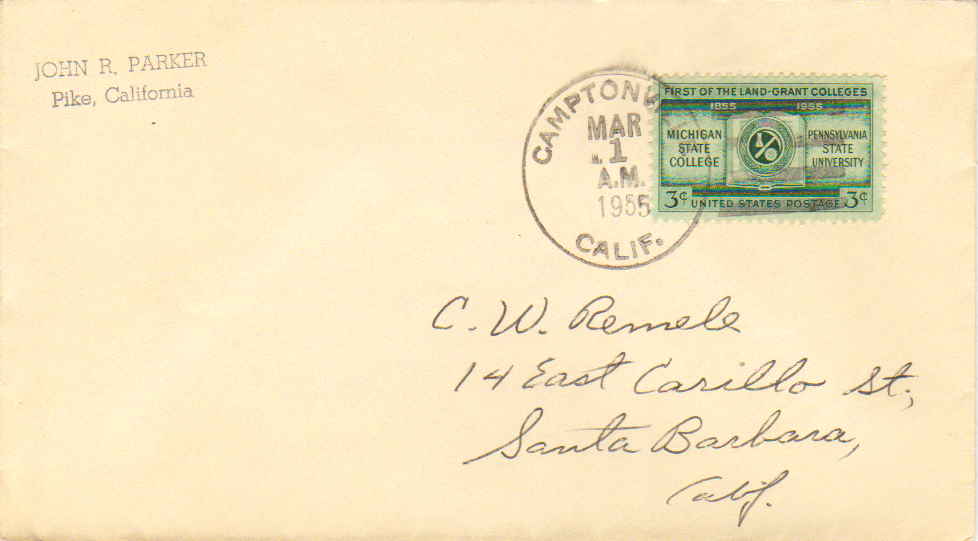 JOHN R. PARKER
Pike, California
CAMPTONV
MAR
1
A.M.
1955
CALIF.
FIRST OF THE LAND-GRANT COLLEGES
1855 1955
MICHIGAN STATE COLLEGE
PENNSYLVANIA STATE UNIVERSITY
3¢ UNITED STATES POSTAGE 3¢
C. W. Remele
14 East Carillo St,
Santa Barbara,
Calif.